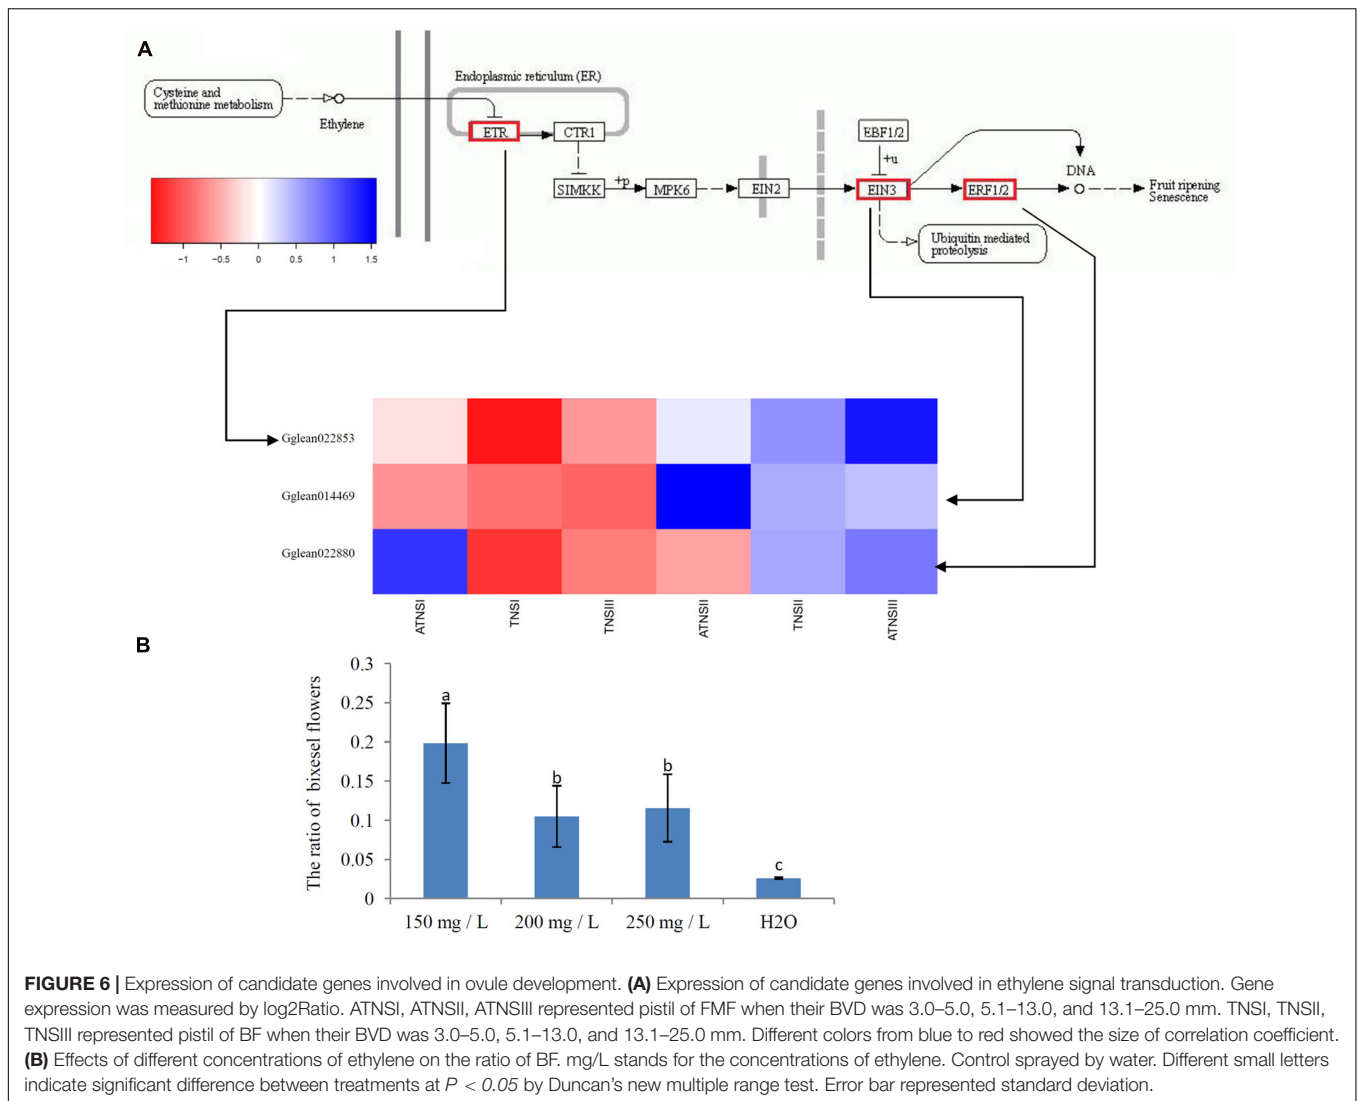 A
Cysteine and
methionine metabolism
Ethylene
Endoplasmic reticulum (ER)
ETR
CTR1
SIMKK
+p
MPK6
EIN2
EBF1/2
+u
EIN3
ERF1/2
DNA
Fruit ripening
Senescence
Ubiquitin mediated
proteolysis
−1 −0.5 0 0.5 1 1.5
Gglean022853
Gglean014469
Gglean022880
ATNSI TNSI TNSIII ATNSII TNSII ATNSIII
B
The ratio of bixesel flowers
0.3
0.25
0.2
0.15
0.1
0.05
0
a
b
b
c
150 mg / L 200 mg / L 250 mg / L H2O
FIGURE 6 | Expression of candidate genes involved in ovule development. (A) Expression of candidate genes involved in ethylene signal transduction. Gene
expression was measured by log2Ratio. ATNSI, ATNSII, ATNSIII represented pistil of FMF when their BVD was 3.0–5.0, 5.1–13.0, and 13.1–25.0 mm. TNSI, TNSII,
TNSIII represented pistil of BF when their BVD was 3.0–5.0, 5.1–13.0, and 13.1–25.0 mm. Different colors from blue to red showed the size of correlation coefficient.
(B) Effects of different concentrations of ethylene on the ratio of BF. mg/L stands for the concentrations of ethylene. Control sprayed by water. Different small letters
indicate significant difference between treatments at P < 0.05 by Duncan's new multiple range test. Error bar represented standard deviation.